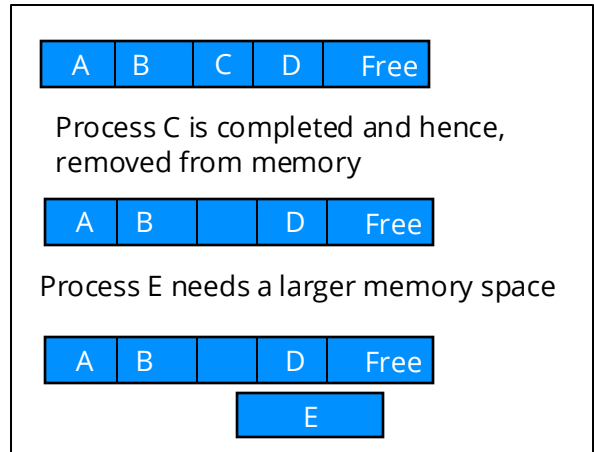 A B C D Free
Process C is completed and hence,
removed from memory
A B D Free
Process E needs a larger memory space
A B D Free
E